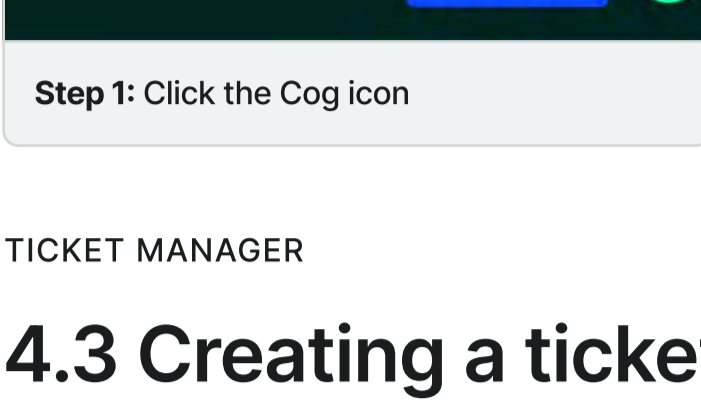 Step 1: Click the Cog icon
TICKET MANAGER
4.3 Creating a ticke